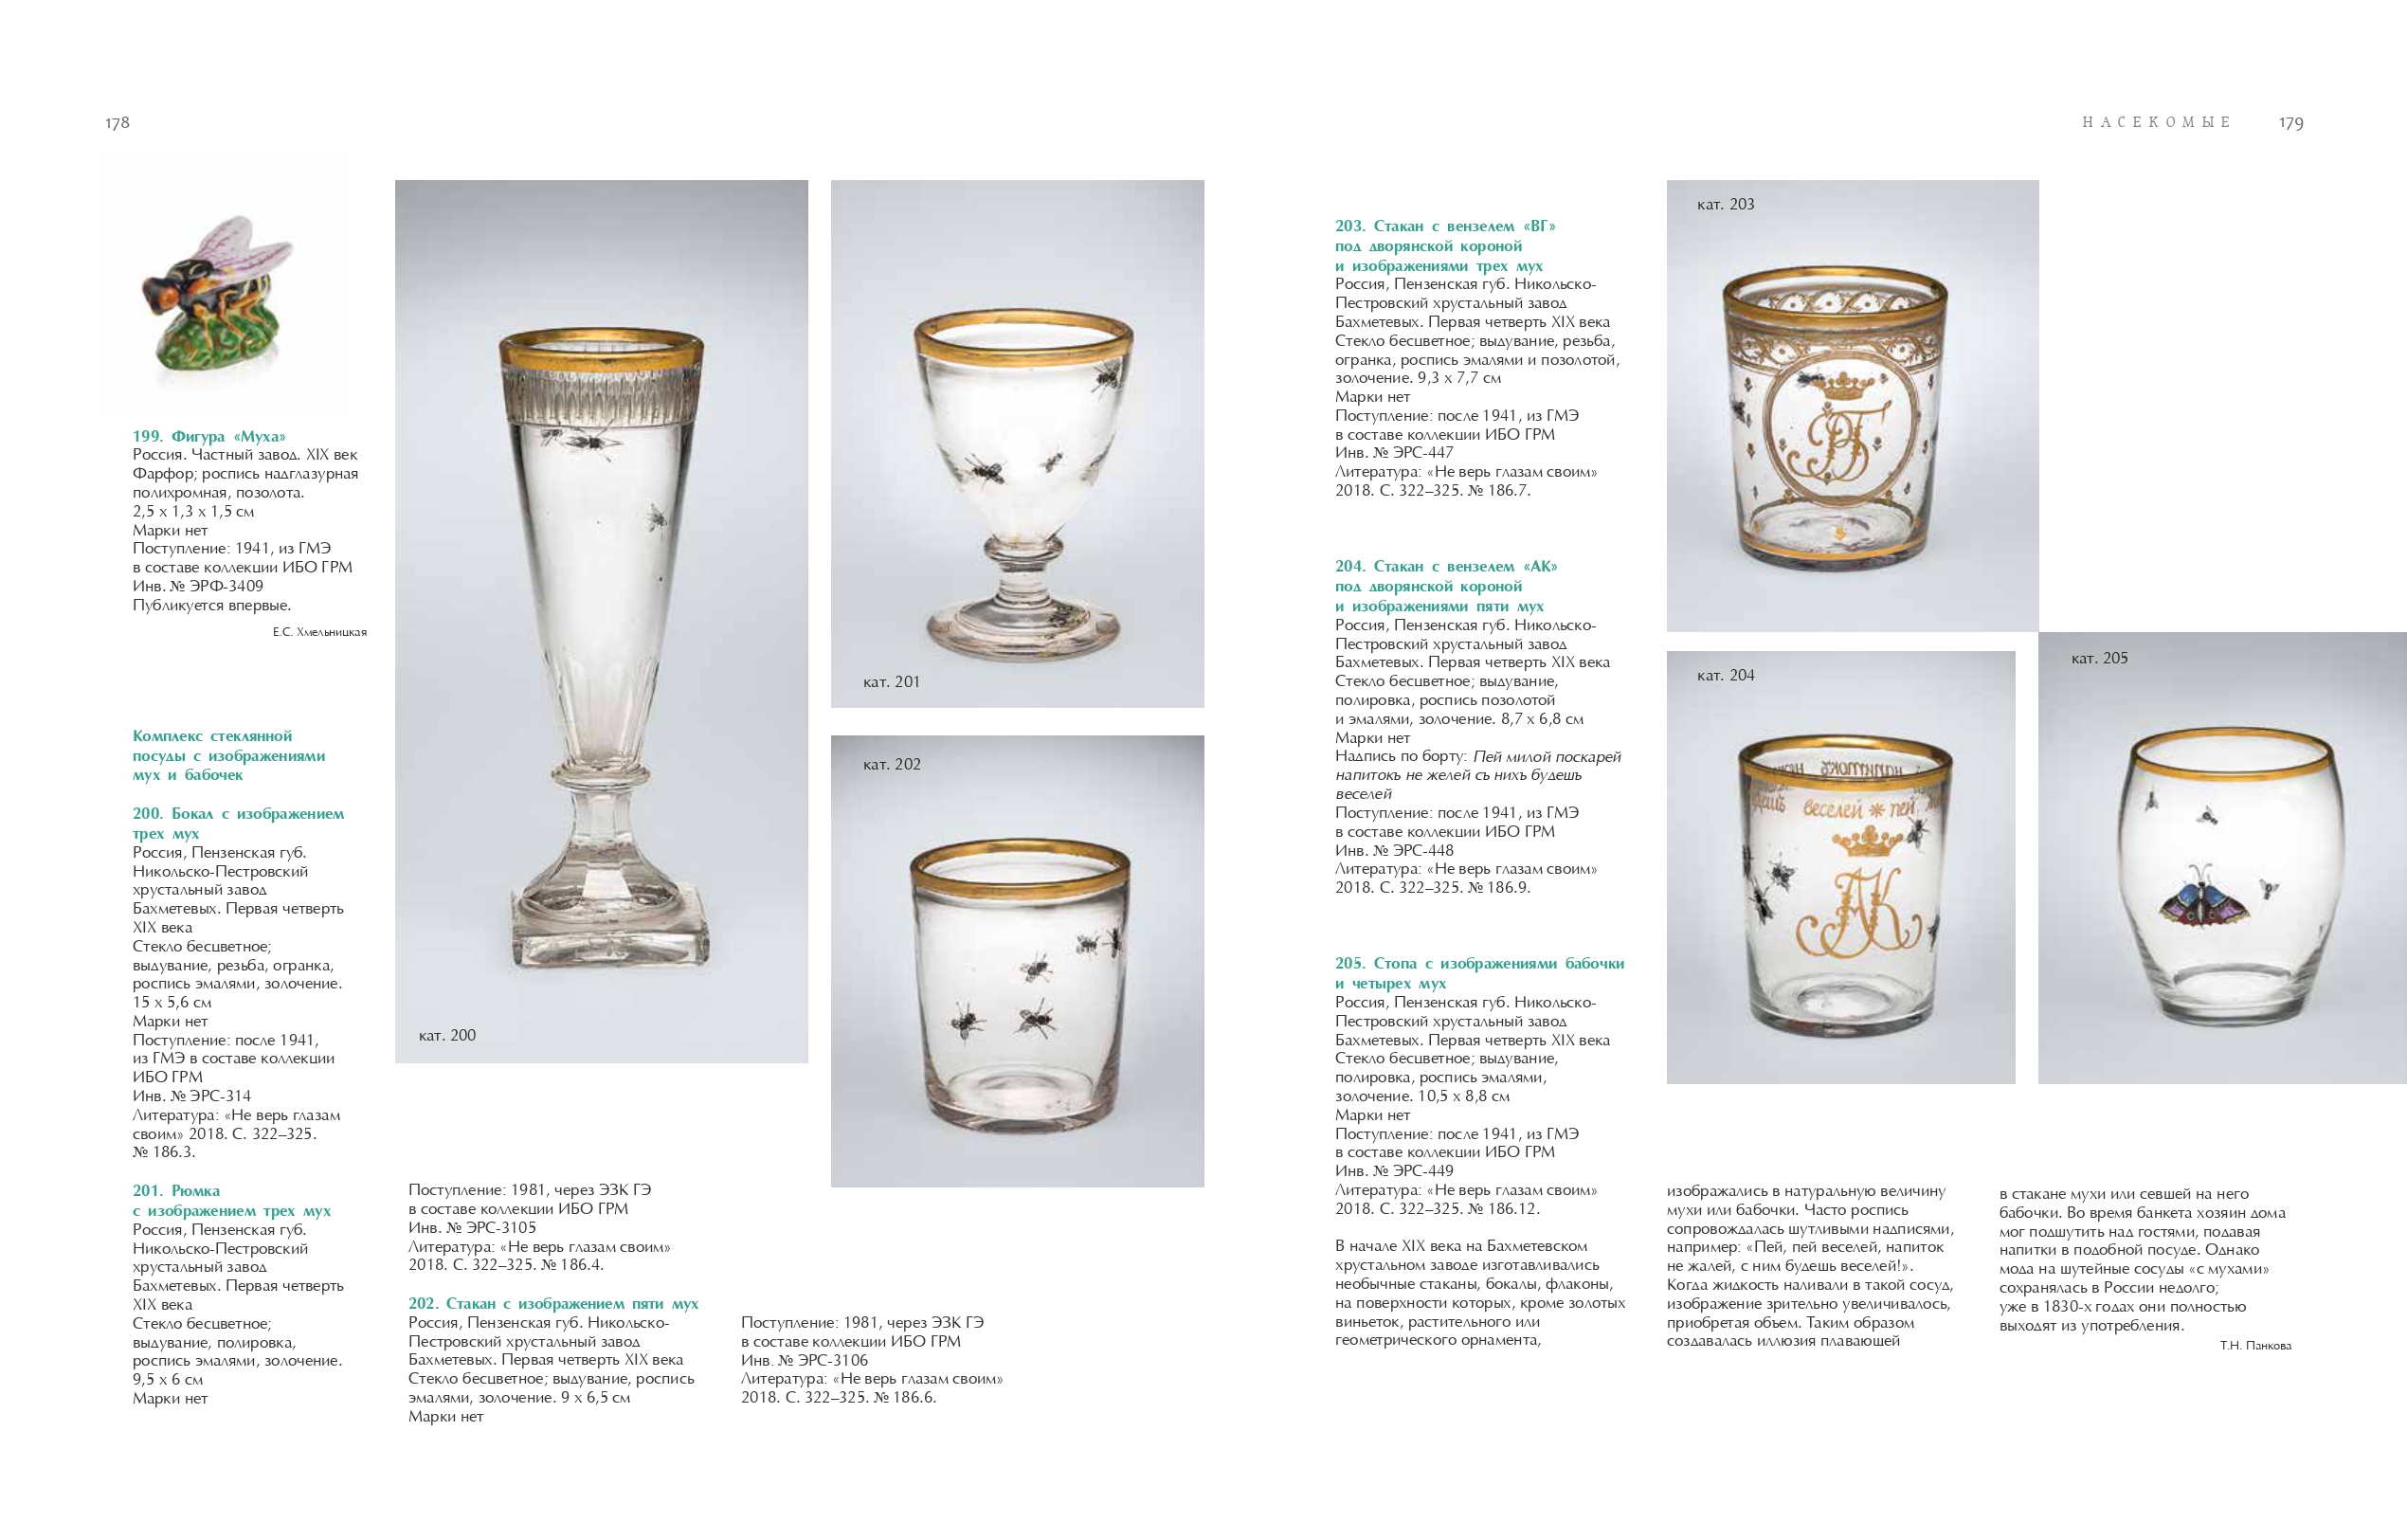 178
199. Фигура «Муха»
Россия. Частный завод. XIX век
Фарфор; роспись надглазурная
полихромная, позолота.
2,5 х 1,3 х 1,5 см
Марки нет
Поступление: 1941, из ГМЭ
в составе коллекции ИБО ГРМ
Инв. № ЭРФ-3409
Публикуется впервые.
Е.С. Хмельницкая
Комплекс стеклянной
посуды с изображениями
мух и бабочек
200. Бокал с изображением
трех мух
Россия, Пензенская губ.
Никольско-Пестровский
хрустальный завод
Бахметевых. Первая четверть
XIX века
Стекло бесцветное;
выдувание, резьба, огранка,
роспись эмалями, золочение.
15 х 5,6 см
Марки нет
Поступление: после 1941,
из ГМЭ в составе коллекции
ИБО ГРМ
Инв. № ЭРС-314
Литература: «Не верь глазам
своим» 2018. С. 322–325.
№ 186.3.
201. Рюмка
с изображением трех мух
Россия, Пензенская губ.
Никольско-Пестровский
хрустальный завод
Бахметевых. Первая четверть
XIX века
Стекло бесцветное;
выдувание, полировка,
роспись эмалями, золочение.
9,5 х 6 см
Марки нет
кат. 200
кат. 201
кат. 202
Поступление: 1981, через ЭЗК ГЭ
в составе коллекции ИБО ГРМ
Инв. № ЭРС-3105
Литература: «Не верь глазам своим»
2018. С. 322–325. № 186.4.
202. Стакан с изображением пяти мух
Россия, Пензенская губ. Никольско-
Пестровский хрустальный завод
Бахметевых. Первая четверть XIX века
Стекло бесцветное; выдувание, роспись
эмалями, золочение. 9 х 6,5 см
Марки нет
Поступление: 1981, через ЭЗК ГЭ
в составе коллекции ИБО ГРМ
Инв. № ЭРС-3106
Литература: «Не верь глазам своим»
2018. С. 322–325. № 186.6.
НАСЕКОМЫЕ 179
203. Стакан с вензелем «ВГ»
под дворянской короной
и изображениями трех мух
Россия, Пензенская губ. Никольско-
Пестровский хрустальный завод
Бахметевых. Первая четверть XIX века
Стекло бесцветное; выдувание, резьба,
огранка, роспись эмалями и позолотой,
золочение. 9,3 х 7,7 см
Марки нет
Поступление: после 1941, из ГМЭ
в составе коллекции ИБО ГРМ
Инв. № ЭРС-447
Литература: «Не верь глазам своим»
2018. С. 322–325. № 186.7.
204. Стакан с вензелем «АК»
под дворянской короной
и изображениями пяти мух
Россия, Пензенская губ. Никольско-
Пестровский хрустальный завод
Бахметевых. Первая четверть XIX века
Стекло бесцветное; выдувание,
полировка, роспись позолотой
и эмалями, золочение. 8,7 х 6,8 см
Марки нет
Надпись по борту: Пей милой поскарей
напитокь не желей сь нихь будешь
веселей
Поступление: после 1941, из ГМЭ
в составе коллекции ИБО ГРМ
Инв. № ЭРС-448
Литература: «Не верь глазам своим»
2018. С. 322–325. № 186.9.
205. Стопа с изображениями бабочки
и четырех мух
Россия, Пензенская губ. Никольско-
Пестровский хрустальный завод
Бахметевых. Первая четверть XIX века
Стекло бесцветное; выдувание,
полировка, роспись эмалями,
золочение. 10,5 х 8,8 см
Марки нет
Поступление: после 1941, из ГМЭ
в составе коллекции ИБО ГРМ
Инв. № ЭРС-449
Литература: «Не верь глазам своим»
2018. С. 322–325. № 186.12.
В начале XIX века на Бахметевском
хрустальном заводе изготавливались
необычные стаканы, бокалы, флаконы,
на поверхности которых, кроме золотых
виньеток, растительного или
геометрического орнамента,
кат. 203
кат. 204
веселей * пей
АК
кат. 205
изображались в натуральную величину
мухи или бабочки. Часто роспись
сопровождалась шутливыми надписями,
например: «Пей, пей веселей, напиток
не жалей, с ним будешь веселей!».
Когда жидкость наливали в такой сосуд,
изображение зрительно увеличивалось,
приобретая объем. Таким образом
создавалась иллюзия плавающей
в стакане мухи или севшей на него
бабочки. Во время банкета хозяин дома
мог подшутить над гостями, подавая
напитки в подобной посуде. Однако
мода на шутейные сосуды «с мухами»
сохранялась в России недолго;
уже в 1830-х годах они полностью
выходят из употребления.
Т.Н. Панкова